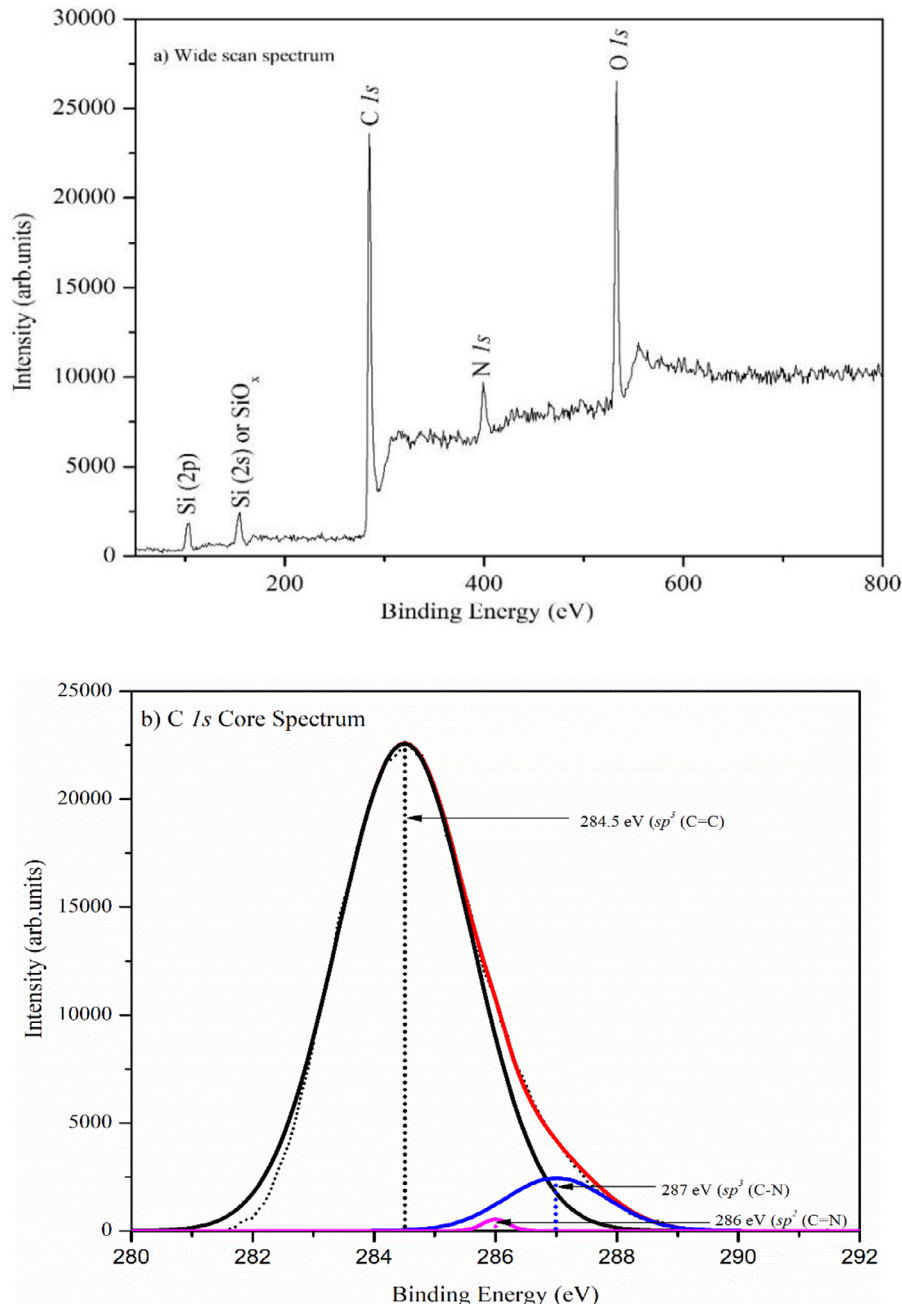 a) Wide scan spectrum
30000
25000
20000
15000
10000
5000
0
Intensity (arb.units)
Si (2p)
Si (2s) or SiOₓ
C 1s
N 1s
O 1s
200 400 600 800
Binding Energy (eV)
b) C 1s Core Spectrum
25000
20000
15000
10000
5000
0
Intensity (arb.units)
284.5 eV (sp³ (C=C)
287 eV (sp³ (C-N)
286 eV (sp² (C=N)
280 282 284 286 288 290 292
Binding Energy (eV)